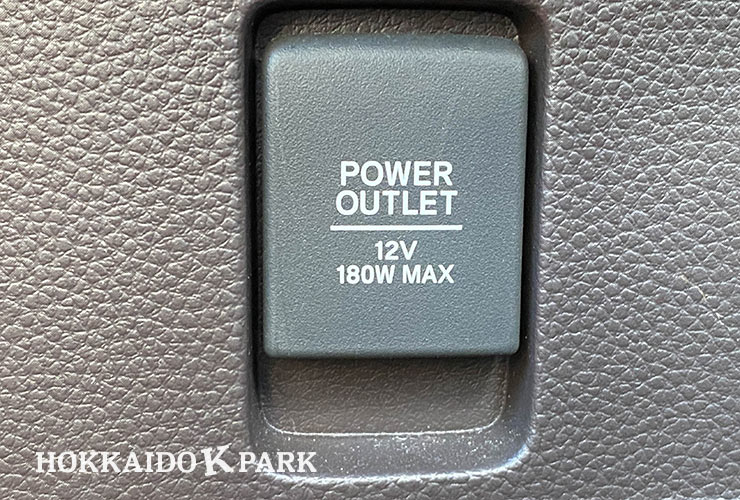 POWER
OUTLET
12V
180W MAX
HOKKAIDO K PARK